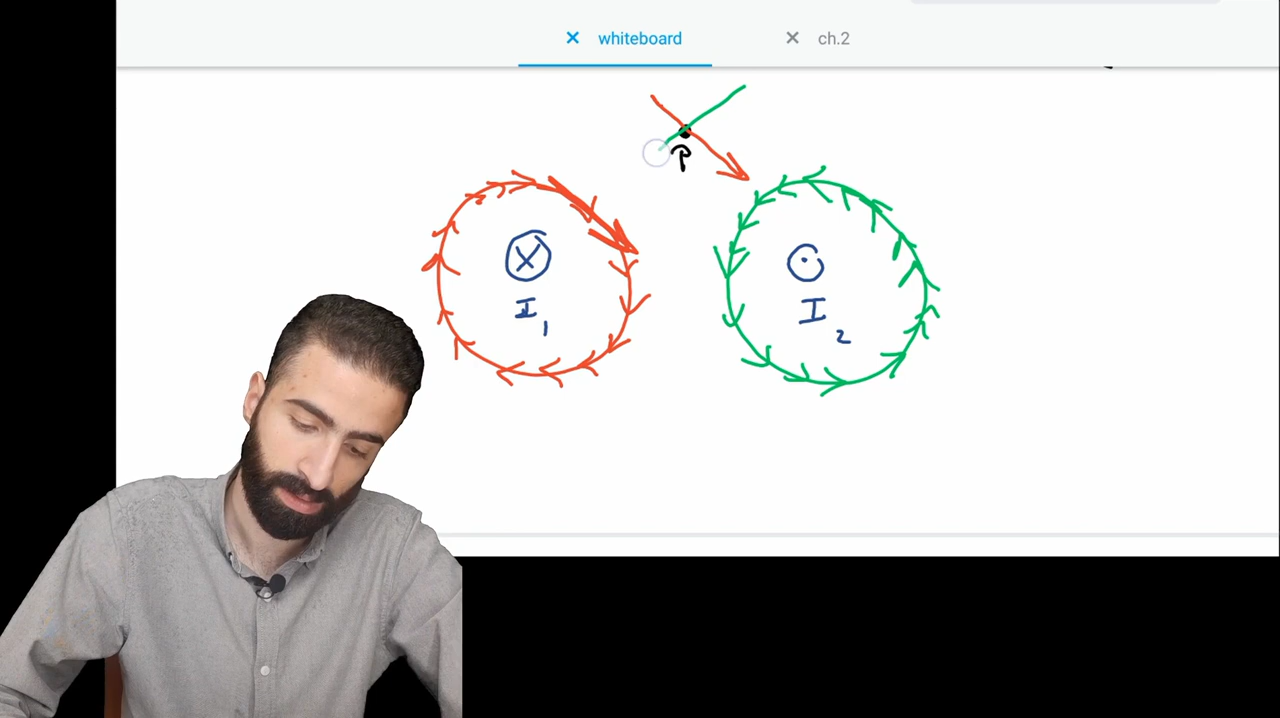 × whiteboard × ch.2
P
X
I₁
I₂